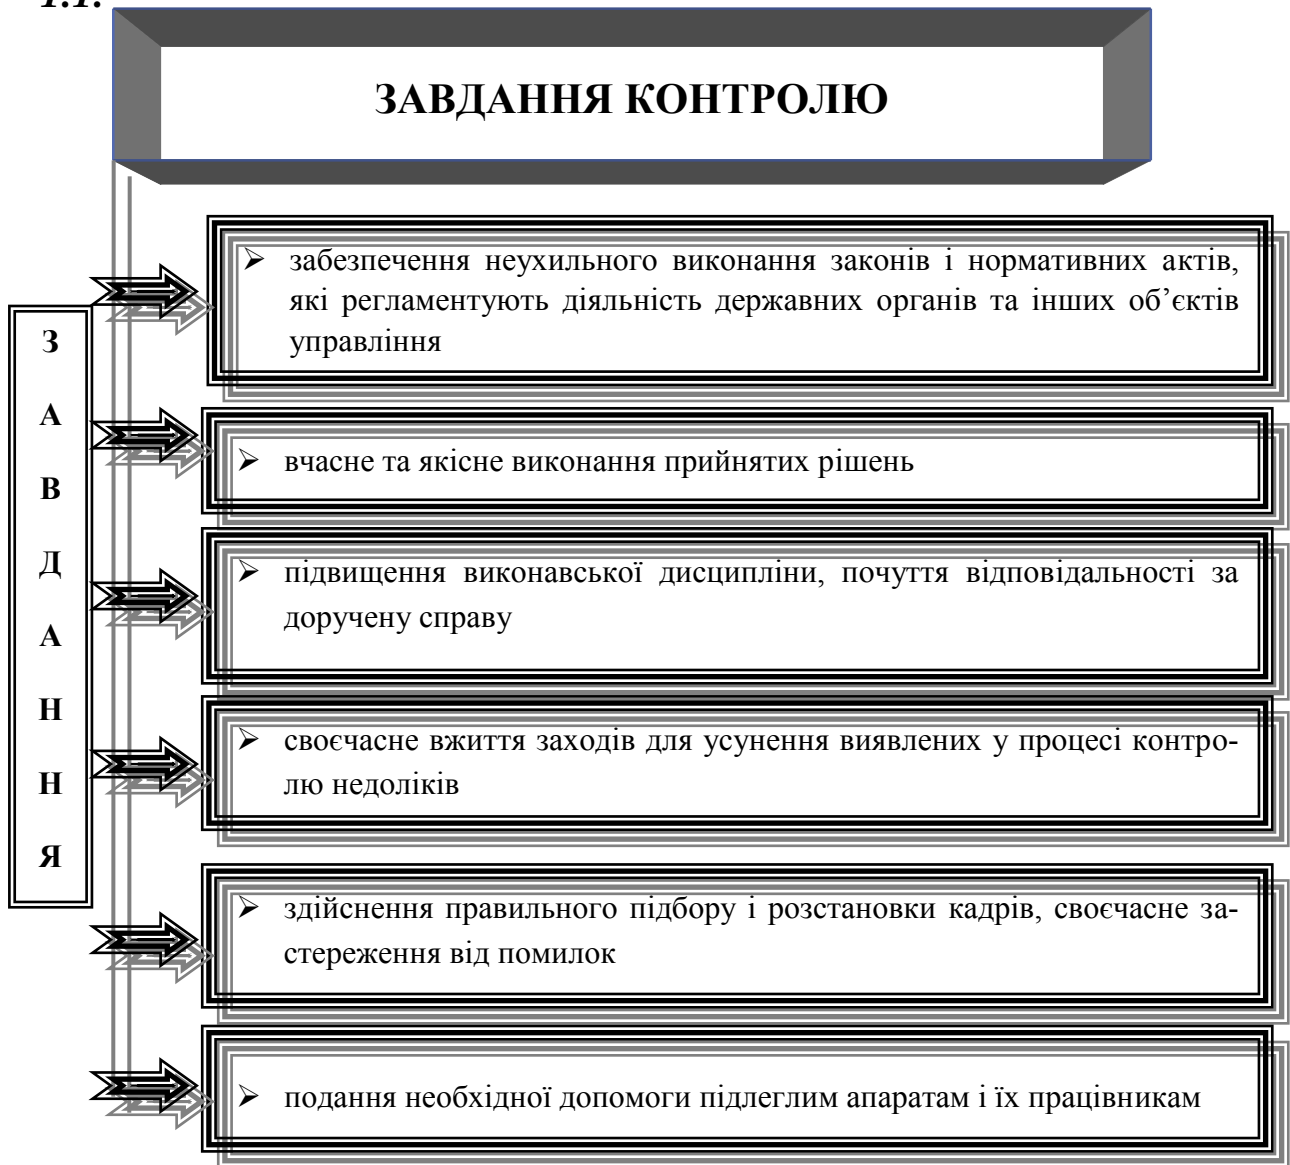 1.1.
ЗАВДАННЯ КОНТРОЛЮ
З
А
В
Д
А
Н
Н
Я
➢ забезпечення неухильного виконання законів і нормативних актів,
які регламентують діяльність державних органів та інших об’єктів
управління
➢ вчасне та якісне виконання прийнятих рішень
➢ підвищення виконавської дисципліни, почуття відповідальності за
доручену справу
➢ своєчасне вжиття заходів для усунення виявлених у процесі контро-
лю недоліків
➢ здійснення правильного підбору і розстановки кадрів, своєчасне за-
стереження від помилок
➢ подання необхідної допомоги підлеглим апаратам і їх працівникам